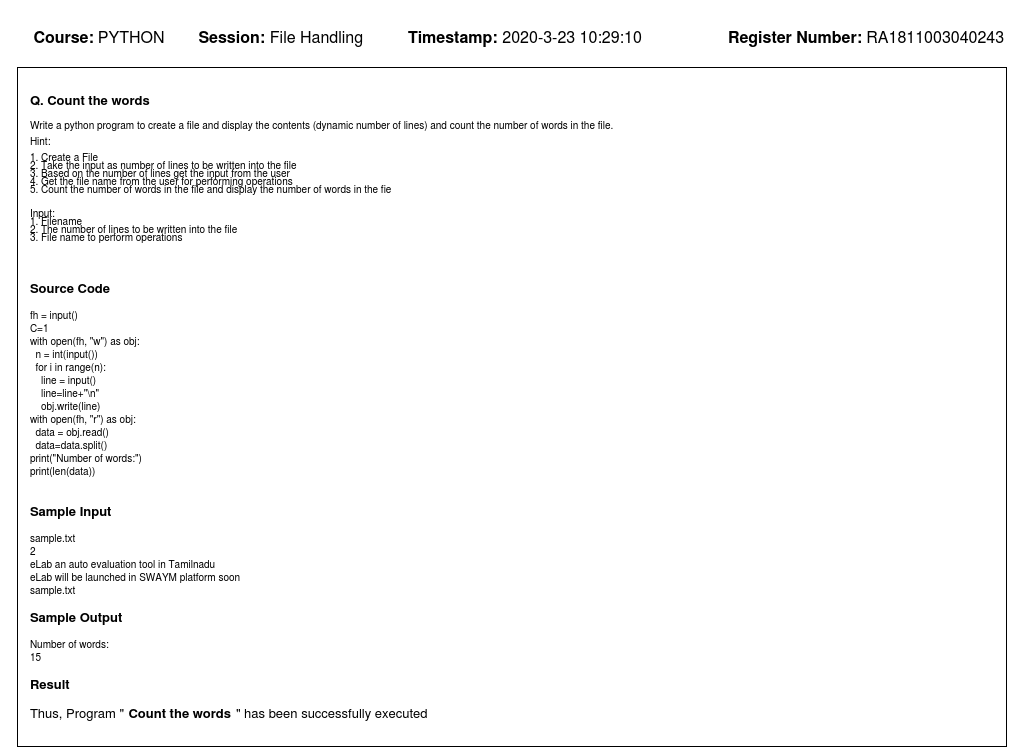 Course: PYTHON Session: File Handling Timestamp: 2020-3-23 10:29:10 Register Number: RA1811003040243
Q. Count the words
Write a python program to create a file and display the contents (dynamic number of lines) and count the number of words in the file.
Hint:
1. Create a File
2. Take the input as number of lines to be written into the file
3. Based on the number of lines get the input from the user
4. Get the file name from the user for performing operations
5. Count the number of words in the file and display the number of words in the fie
Input:
1. Filename
2. The number of lines to be written into the file
3. File name to perform operations
Source Code
fh = input()
C=1
with open(fh, "w") as obj:
  n = int(input())
  for i in range(n):
    line = input()
    line=line+"\n"
    obj.write(line)
with open(fh, "r") as obj:
  data = obj.read()
  data=data.split()
print("Number of words:")
print(len(data))
Sample Input
sample.txt
2
eLab an auto evaluation tool in Tamilnadu
eLab will be launched in SWAYM platform soon
sample.txt
Sample Output
Number of words:
15
Result
Thus, Program " Count the words " has been successfully executed